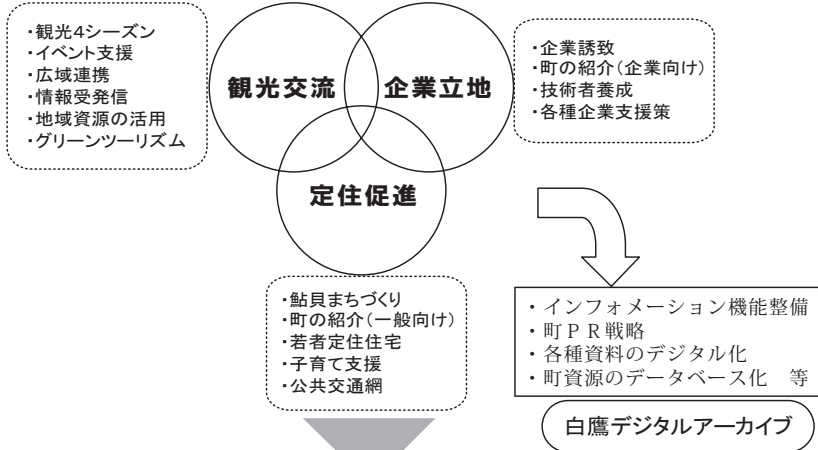 ・観光4シーズン
・イベント支援
・広域連携
・情報受発信
・地域資源の活用
・グリーンツーリズム
観光交流
企業立地
・企業誘致
・町の紹介(企業向け)
・技術者養成
・各種企業支援策
定住促進
・鮎貝まちづくり
・町の紹介(一般向け)
・若者定住住宅
・子育て支援
・公共交通網
・インフォメーション機能整備
・町PR戦略
・各種資料のデジタル化
・町資源のデータベース化　等
白鷹デジタルアーカイブ